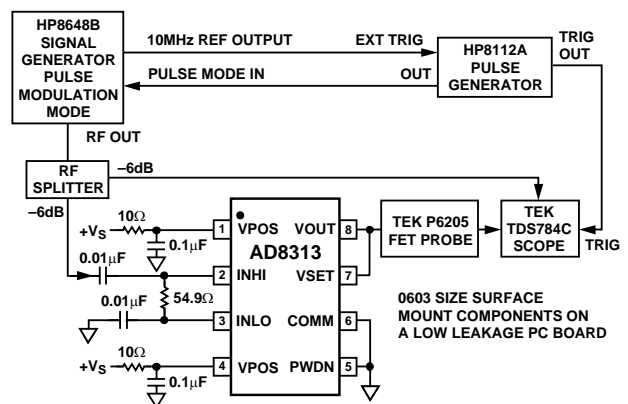 HP8648B
SIGNAL
GENERATOR
PULSE
MODULATION
MODE
10MHz REF OUTPUT
EXT TRIG
PULSE MODE IN
OUT
HP8112A
PULSE
GENERATOR
TRIG
OUT
RF OUT
RF
SPLITTER
–6dB
–6dB
+VS
10Ω
0.1μF
0.01μF
54.9Ω
0.01μF
+VS
10Ω
0.1μF
1 VPOS
2 INHI
3 INLO
4 VPOS
AD8313
VOUT 8
VSET 7
COMM 6
PWDN 5
TEK P6205
FET PROBE
TEK
TDS784C
SCOPE
TRIG
0603 SIZE SURFACE
MOUNT COMPONENTS ON
A LOW LEAKAGE PC BOARD